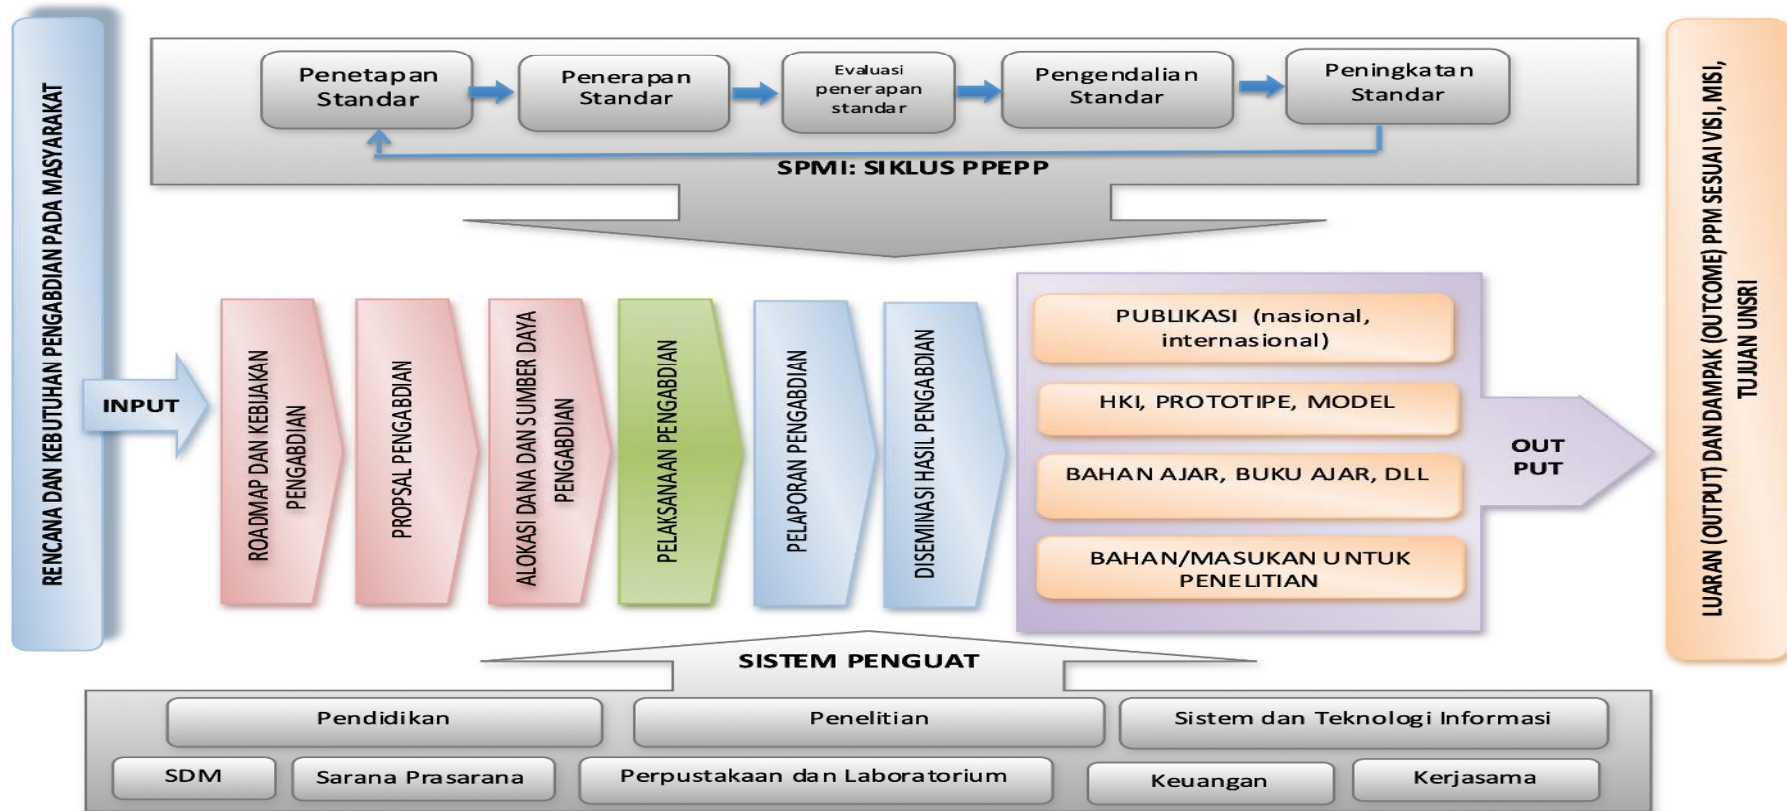 RENCANA DAN KEBUTUHAN PENGABDIAN PADA MASYARAKAT
Penetapan
Standar
Penerapan
Standar
Evaluasi
penerapan
standar
Pengendalian
Standar
Peningkatan
Standar
SPMI: SIKLUS PPEPP
INPUT
ROADMAP DAN KEBIJAKAN
PENGABDIAN
PROPSAL PENGABDIAN
ALOKASI DANA DAN SUMBER DAYA
PENGABDIAN
PELAKSANAAN PENGABDIAN
PELAPORAN PENGABDIAN
DISEMINASI HASIL PENGABDIAN
PUBLIKASI (nasional,
internasional)
HKI, PROTOTIPE, MODEL
BAHAN AJAR, BUKU AJAR, DLL
BAHAN/MASUKAN UNTUK
PENELITIAN
OUT
PUT
LUARAN (OUTPUT) DAN DAMPAK (OUTCOME) PPM SESUAI VISI, MISI,
TUJUAN UNSRI
SISTEM PENGUAT
Pendidikan
Penelitian
Sistem dan Teknologi Informasi
SDM
Sarana Prasarana
Perpustakaan dan Laboratorium
Keuangan
Kerjasama